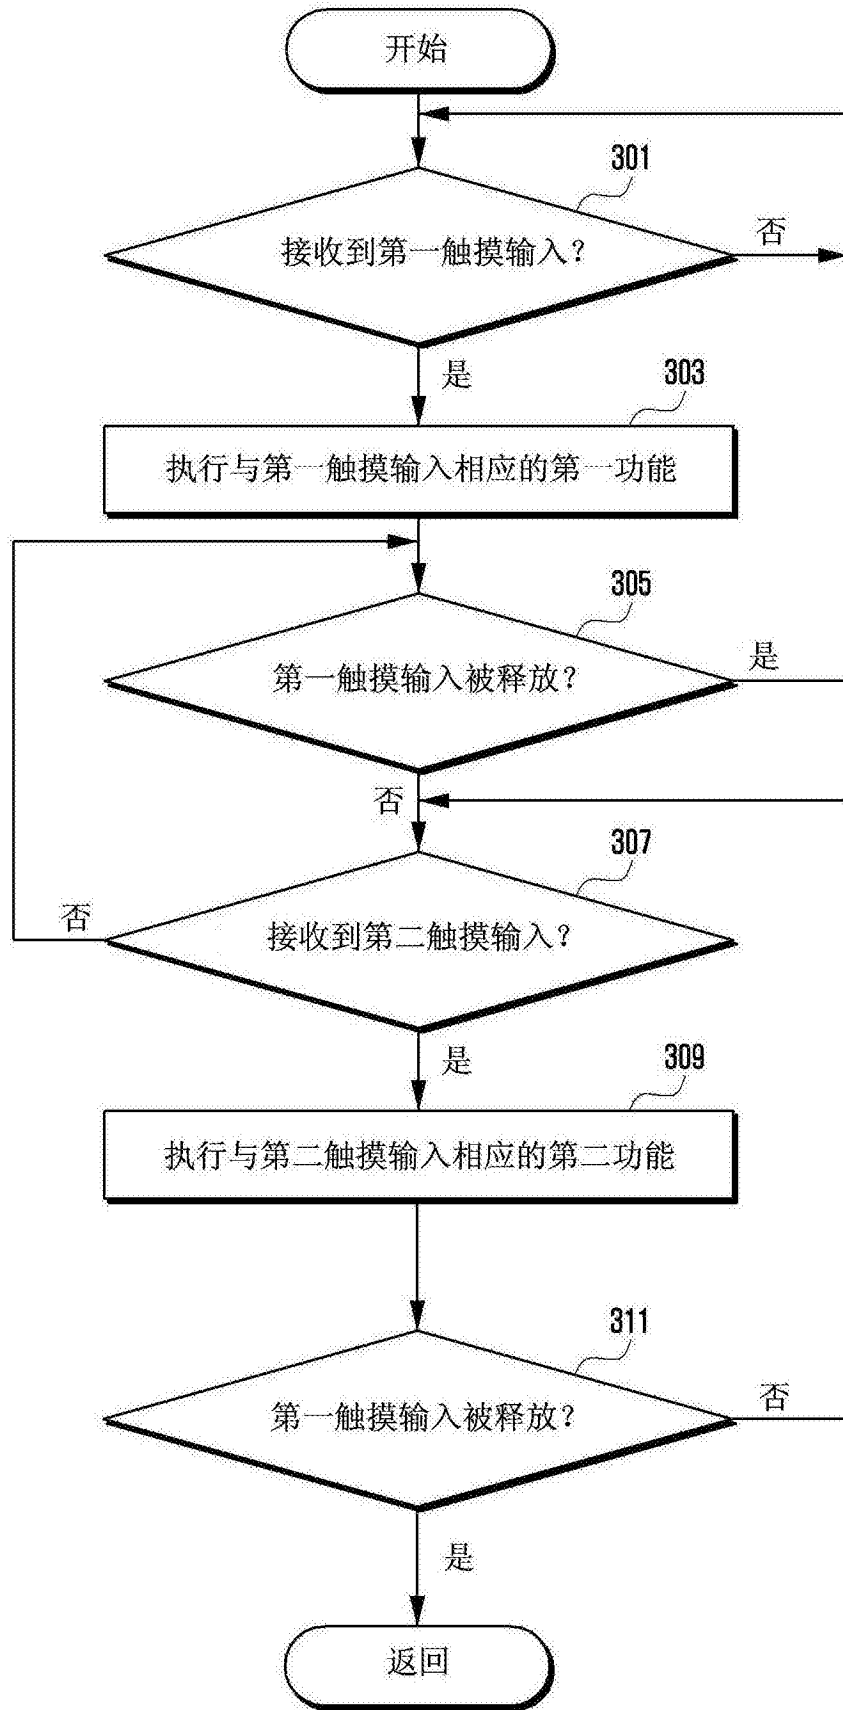 开始
301
接收到第一触摸输入？
否
是
303
执行与第一触摸输入相应的第一功能
305
第一触摸输入被释放？
是
否
307
接收到第二触摸输入？
否
是
309
执行与第二触摸输入相应的第二功能
311
第一触摸输入被释放？
否
是
返回